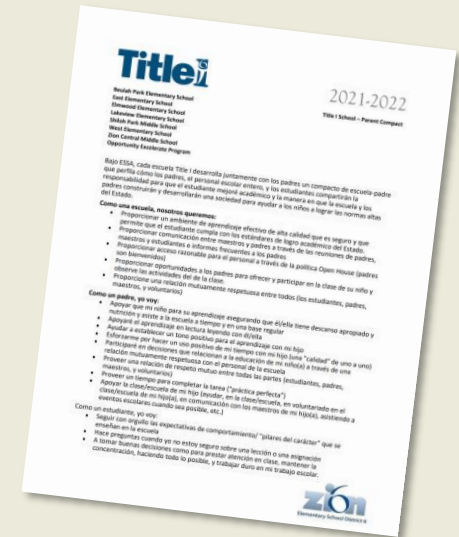 Title I
Beulah Park Elementary School
East Elementary School
Elmwood Elementary School
Lakeview Elementary School
Shiloh Park Middle School
West Elementary School
Zion Central Middle School
Opportunity Excelerate Program
2021-2022
Title I School – Parent Compact
Bajo ESSA, cada escuela Title I desarrolla juntamente con los padres un compacto de escuela-padre
que perfila cómo los padres, el personal escolar entero, y los estudiantes compartirán la
responsabilidad para que el estudiante mejoró académico y la manera en que la escuela y los
padres construirán y desarrollarán una sociedad para ayudar a los niños a lograr las normas altas
del Estado.
Como una escuela, nosotros queremos:
• Proporcionar un ambiente de aprendizaje efectivo de alta calidad que es seguro y que
permite que el estudiante cumpla con los estándares de logro académico del Estado.
• Proporcionar comunicación entre maestros y padres a través de las reuniones de padres,
maestros y estudiantes e informes frecuentes a los padres
• Proporcionar acceso razonable para el personal a través de la política Open House (padres
son bienvenidos)
• Proporcionar oportunidades a los padres para ofrecer y participar en la clase de su niño y
observe las actividades del de la clase.
• Proporcione una relación mutuamente respetuosa entre todos (los estudiantes, padres,
maestros, y voluntarios)
Como un padre, yo voy:
• Apoyar que mi niño para su aprendizaje asegurando que él/ella tiene descanso apropiado y
nutrición y asiste a la escuela a tiempo y en una base regular
• Apoyaré el aprendizaje en lectura leyendo con él/ella
• Ayudar a establecer un tono positivo para el aprendizaje con mi hijo
• Esforzarme por hacer un uso positivo de mi tiempo con mi hijo (una "calidad" de uno a uno)
• Participaré en decisiones que relacionan a la educación de mi niño(a) a través de una
relación mutuamente respetuosa con el personal de la escuela
• Proveer una relación de respeto mutuo entre todas las partes (estudiantes, padres,
maestros, y voluntarios)
• Proveer un tiempo para completar la tarea ("práctica perfecta")
• Apoyar la clase/escuela de mi hijo (ayudar, en la clase/escuela, en voluntariado en el
clase/escuela de mi hijo(a), en comunicación con los maestros de mi hijo(a), asistiendo a
eventos escolares cuando sea posible, etc.)
Como un estudiante, yo voy:
• Seguir con orgullo las expectativas de comportamiento/ "pilares del carácter" que se
enseñan en la escuela
• Hace preguntas cuando yo no estoy seguro sobre una lección o una asignación
• A tomar buenas decisiones como para prestar atención en clase, mantener la
concentración, haciendo todo lo posible, y trabajar duro en mi trabajo escolar.
zion
Elementary School District 6